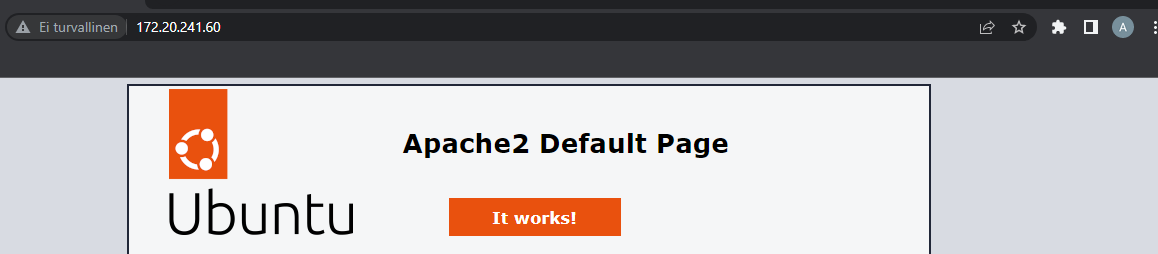 Ei turvallinen 172.20.241.60 A
Apache2 Default Page
Ubuntu
It works!